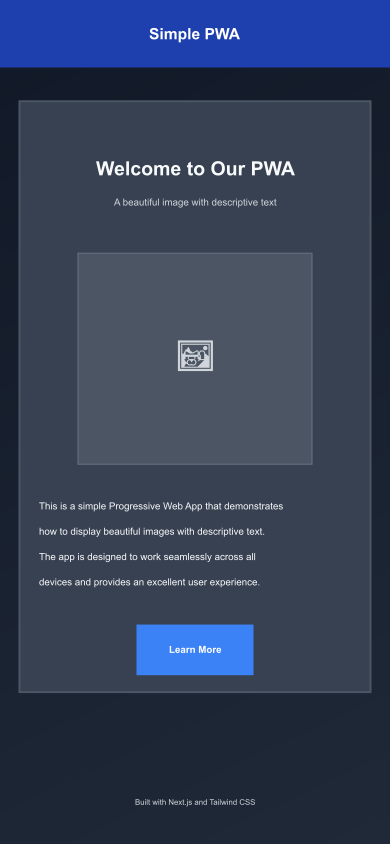 Simple PWA
Welcome to Our PWA
A beautiful image with descriptive text
This is a simple Progressive Web App that demonstrates
how to display beautiful images with descriptive text.
The app is designed to work seamlessly across all
devices and provides an excellent user experience.
Learn More
Built with Next.js and Tailwind CSS